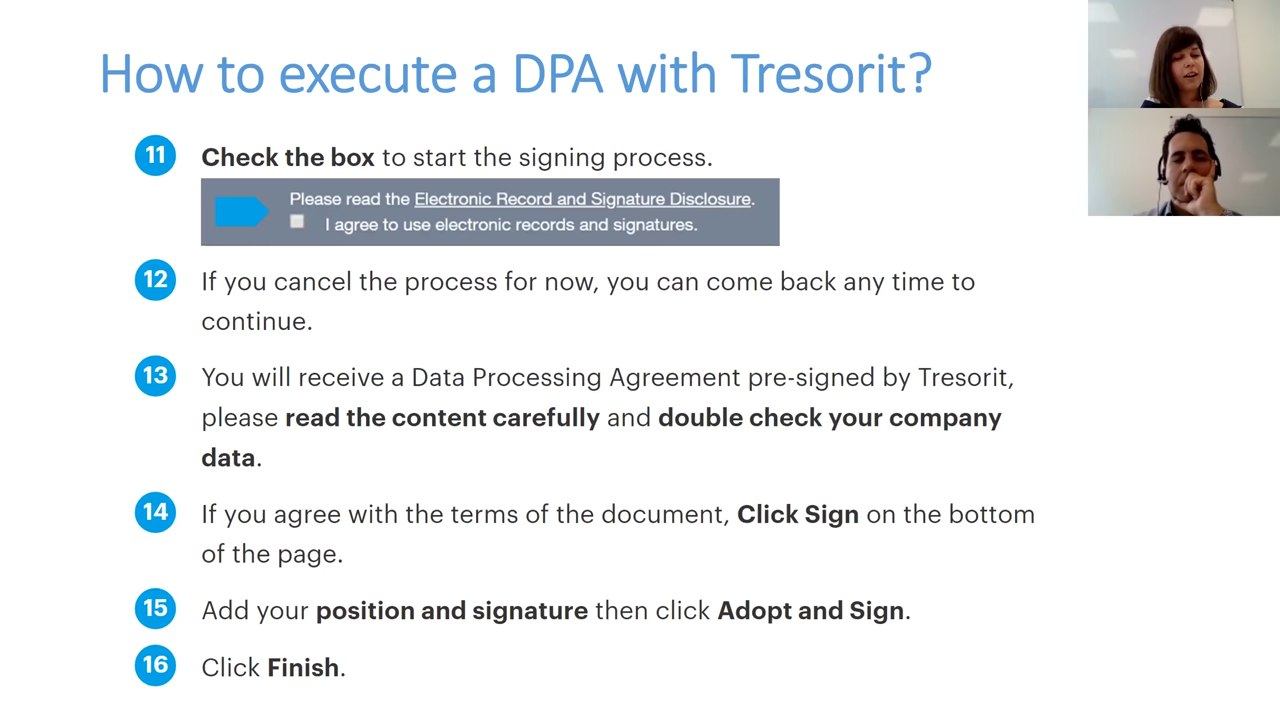 How to execute a DPA with Tresorit?
11 Check the box to start the signing process.
Please read the Electronic Record and Signature Disclosure.
I agree to use electronic records and signatures.
12 If you cancel the process for now, you can come back any time to
continue.
13 You will receive a Data Processing Agreement pre-signed by Tresorit,
please read the content carefully and double check your company
data.
14 If you agree with the terms of the document, Click Sign on the bottom
of the page.
15 Add your position and signature then click Adopt and Sign.
16 Click Finish.